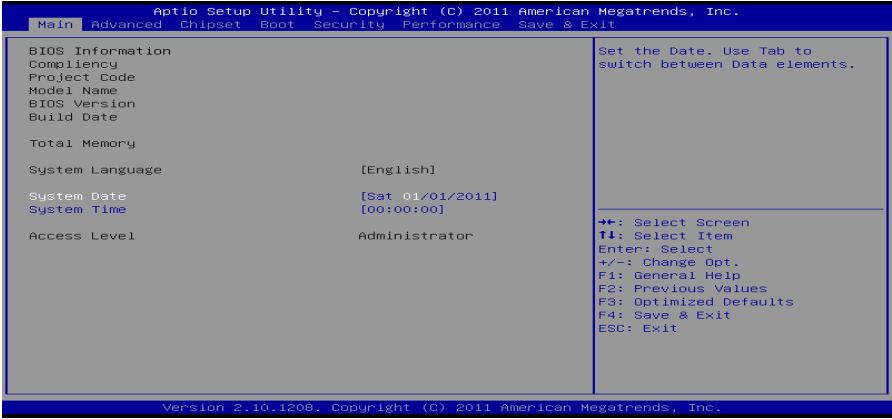 Aptio Setup Utility – Copyright (C) 2011 American Megatrends, Inc.
Main Advanced Chipset Boot Security Performance Save & Exit
BIOS Information
Compliency
Project Code
Model Name
BIOS Version
Build Date
Total Memory
System Language [English]
System Date [Sat 01/01/2011]
System Time [00:00:00]
Access Level Administrator
Set the Date. Use Tab to
switch between Data elements.
→←: Select Screen
↑↓: Select Item
Enter: Select
+/-: Change Opt.
F1: General Help
F2: Previous Values
F3: Optimized Defaults
F4: Save & Exit
ESC: Exit
Version 2.10.1208. Copyright (C) 2011 American Megatrends, Inc.